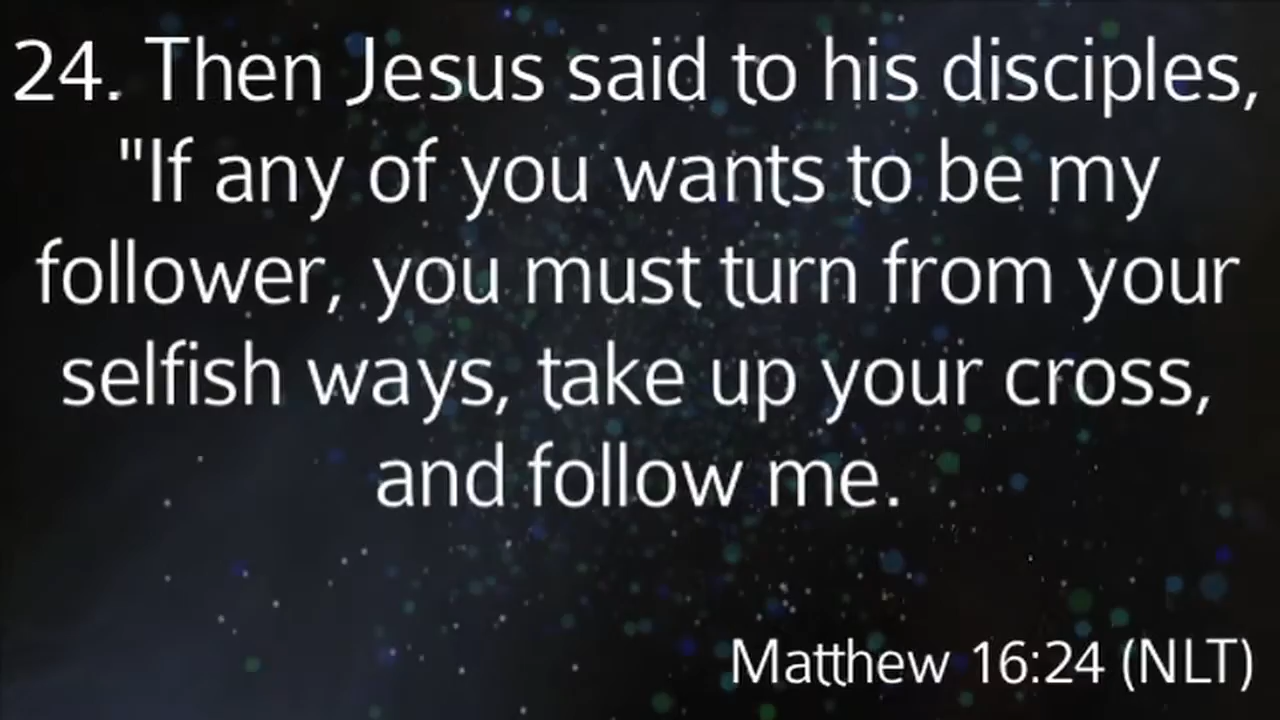 24. Then Jesus said to his disciples,
"If any of you wants to be my
follower, you must turn from your
selfish ways, take up your cross,
and follow me.
Matthew 16:24 (NLT)